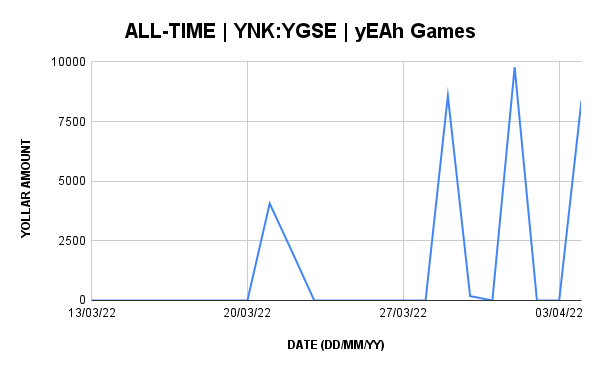 ALL-TIME | YNK:YGSE | yEAh Games
10000
7500
5000
2500
0
YOLLAR AMOUNT
13/03/22 20/03/22 27/03/22 03/04/22
DATE (DD/MM/YY)